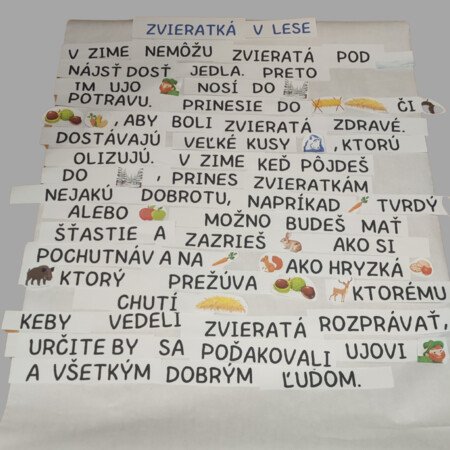 ZVIERATKÁ V LESE
V ZIME NEMÔŽU ZVIERATÁ POD
NÁJSŤ DOSŤ JEDLA. PRETO
IM UJO NOSÍ DO
POTRAVU. PRINESIE DO ČI
, ABY BOLI ZVIERATÁ ZDRAVÉ.
DOSTÁVAJÚ VEĽKÉ KUSY , KTORÚ
OLIZUJÚ. V ZIME KEĎ PÔJDEŠ
DO , PRINES ZVIERATKÁM
NEJAKÚ DOBROTU, NAPRÍKAD TVRDÝ
ALEBO MOŽNO BUDEŠ MAŤ
ŠŤASTIE A ZAZRIEŠ AKO SI
POCHUTNÁV A NA AKO HRYZKÁ
KTORÝ PREŽÚVA KTORÉMU
CHUTÍ
KEBY VEDELI ZVIERATÁ ROZPRÁVAŤ,
URČITE BY SA POĎAKOVALI UJOVI
A VŠETKÝM DOBRÝM ĽUĎOM.